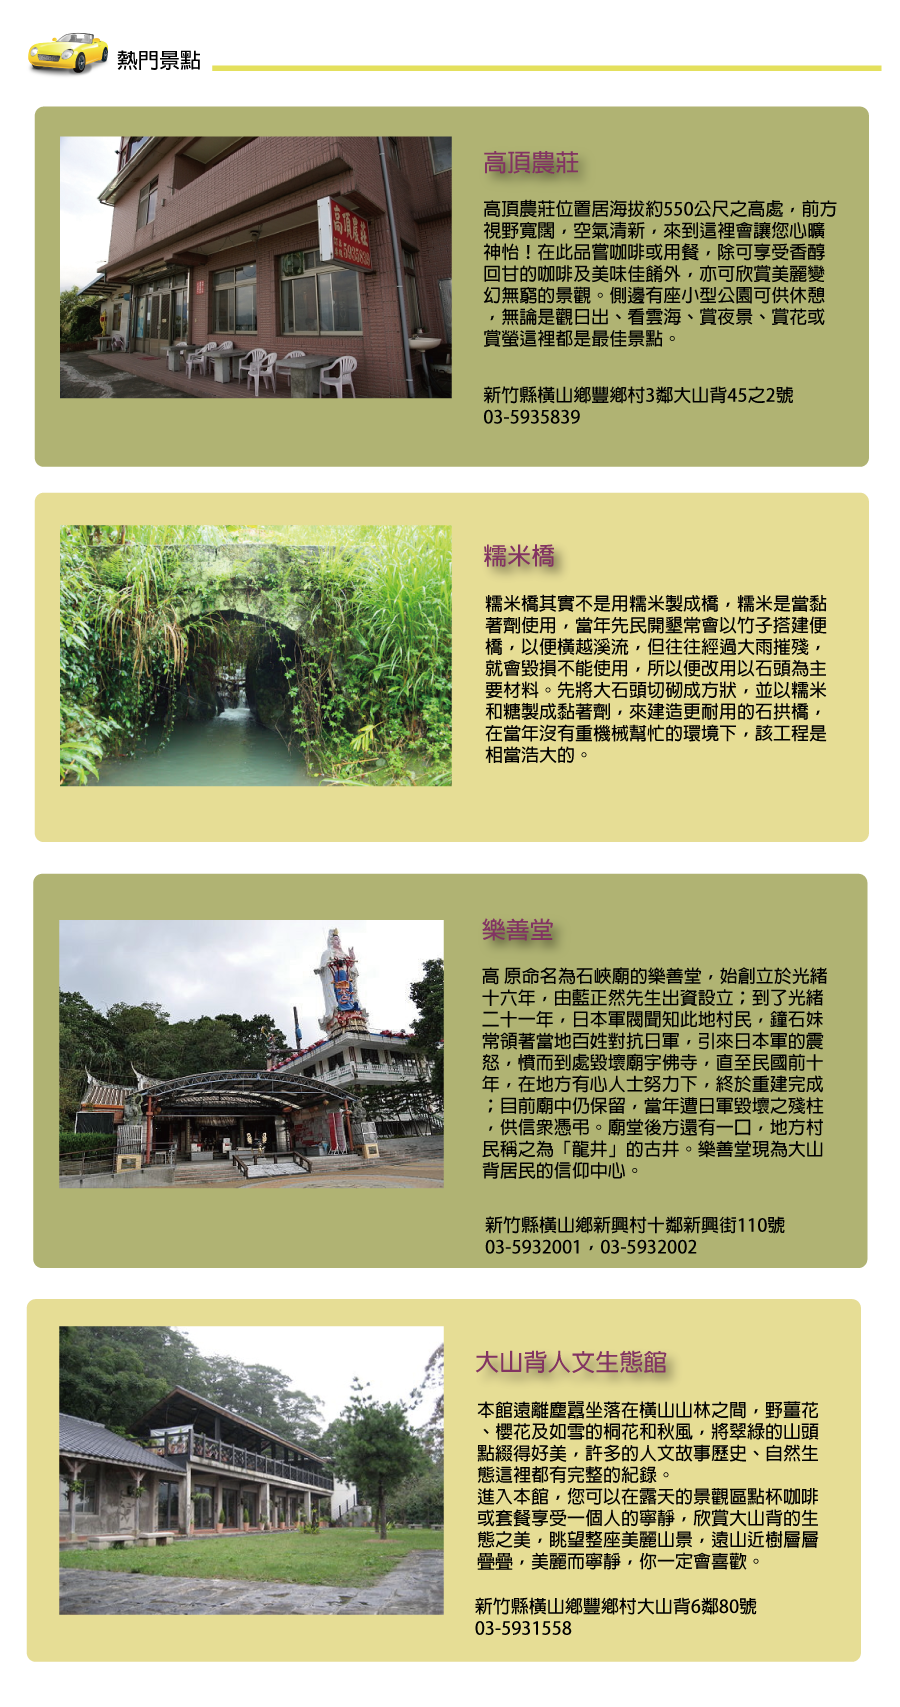 熱門景點
高頂農莊
高頂農莊位置居海拔約550公尺之高處，前方
視野寬闊，空氣清新，來到這裡會讓您心曠
神怡！在此品嘗咖啡或用餐，除可享受香醇
回甘的咖啡及美味佳餚外，亦可欣賞美麗變
幻無窮的景觀。側邊有座小型公園可供休憩
，無論是觀日出、看雲海、賞夜景、賞花或
賞螢這裡都是最佳景點。
新竹縣橫山鄉豐鄉村3鄰大山背45之2號
03-5935839
高頂農莊
5935839
糯米橋
糯米橋其實不是用糯米製成橋，糯米是當黏
著劑使用，當年先民開墾常會以竹子搭建便
橋，以便橫越溪流，但往往經過大雨摧殘，
就會毀損不能使用，所以便改用以石頭為主
要材料。先將大石頭切砌成方狀，並以糯米
和糖製成黏著劑，來建造更耐用的石拱橋，
在當年沒有重機械幫忙的環境下，該工程是
相當浩大的。
樂善堂
高 原命名為石峽廟的樂善堂，始創立於光緒
十六年，由藍正然先生出資設立；到了光緒
二十一年，日本軍閥聞知此地村民，鐘石妹
常領著當地百姓對抗日軍，引來日本軍的震
怒，憤而到處毀壞廟宇佛寺，直至民國前十
年，在地方有心人士努力下，終於重建完成
；目前廟中仍保留，當年遭日軍毀壞之殘柱
，供信衆憑弔。廟堂後方還有一口，地方村
民稱之為「龍井」的古井。樂善堂現為大山
背居民的信仰中心。
新竹縣橫山鄉新興村十鄰新興街110號
03-5932001，03-5932002
大山背人文生態館
本館遠離塵囂坐落在橫山山林之間，野薑花
、櫻花及如雪的桐花和秋風，將翠綠的山頭
點綴得好美，許多的人文故事歷史、自然生
態這裡都有完整的紀錄。
進入本館，您可以在露天的景觀區點杯咖啡
或套餐享受一個人的寧靜，欣賞大山背的生
態之美，眺望整座美麗山景，遠山近樹層層
疊疊，美麗而寧靜，你一定會喜歡。
新竹縣橫山鄉豐鄉村大山背6鄰80號
03-5931558